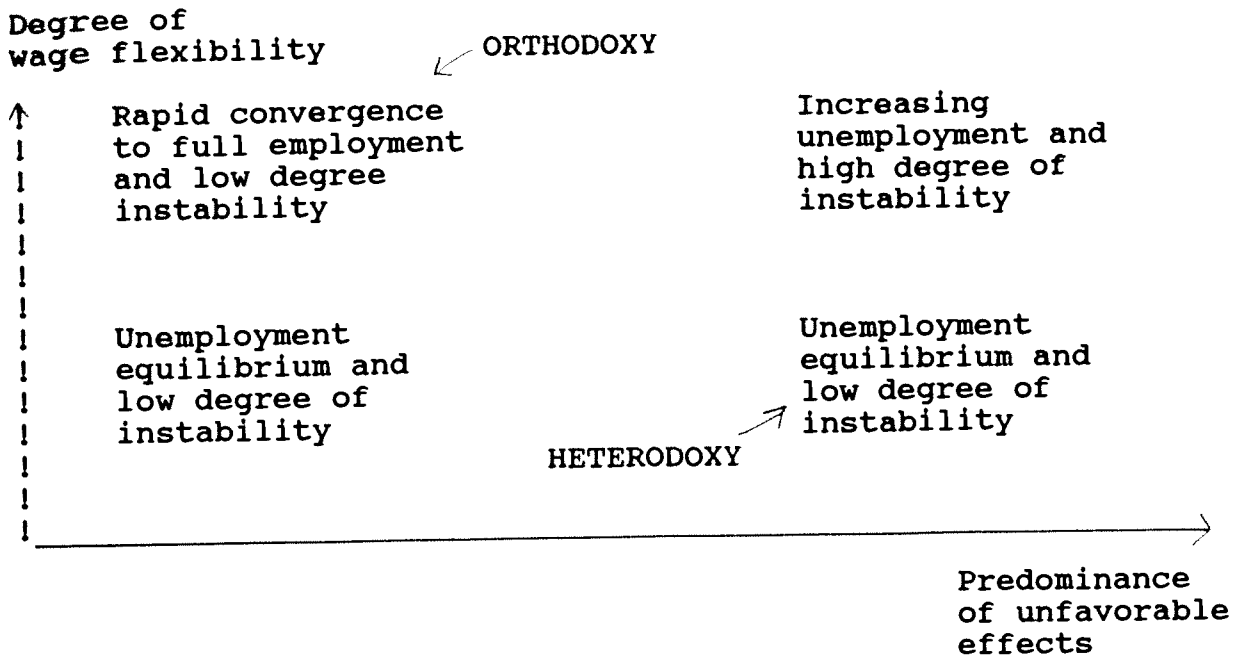 Degree of
wage flexibility
ORTHODOXY
Rapid convergence
to full employment
and low degree
instability
Increasing
unemployment and
high degree of
instability
Unemployment
equilibrium and
low degree of
instability
Unemployment
equilibrium and
low degree of
instability
HETERODOXY
Predominance
of unfavorable
effects